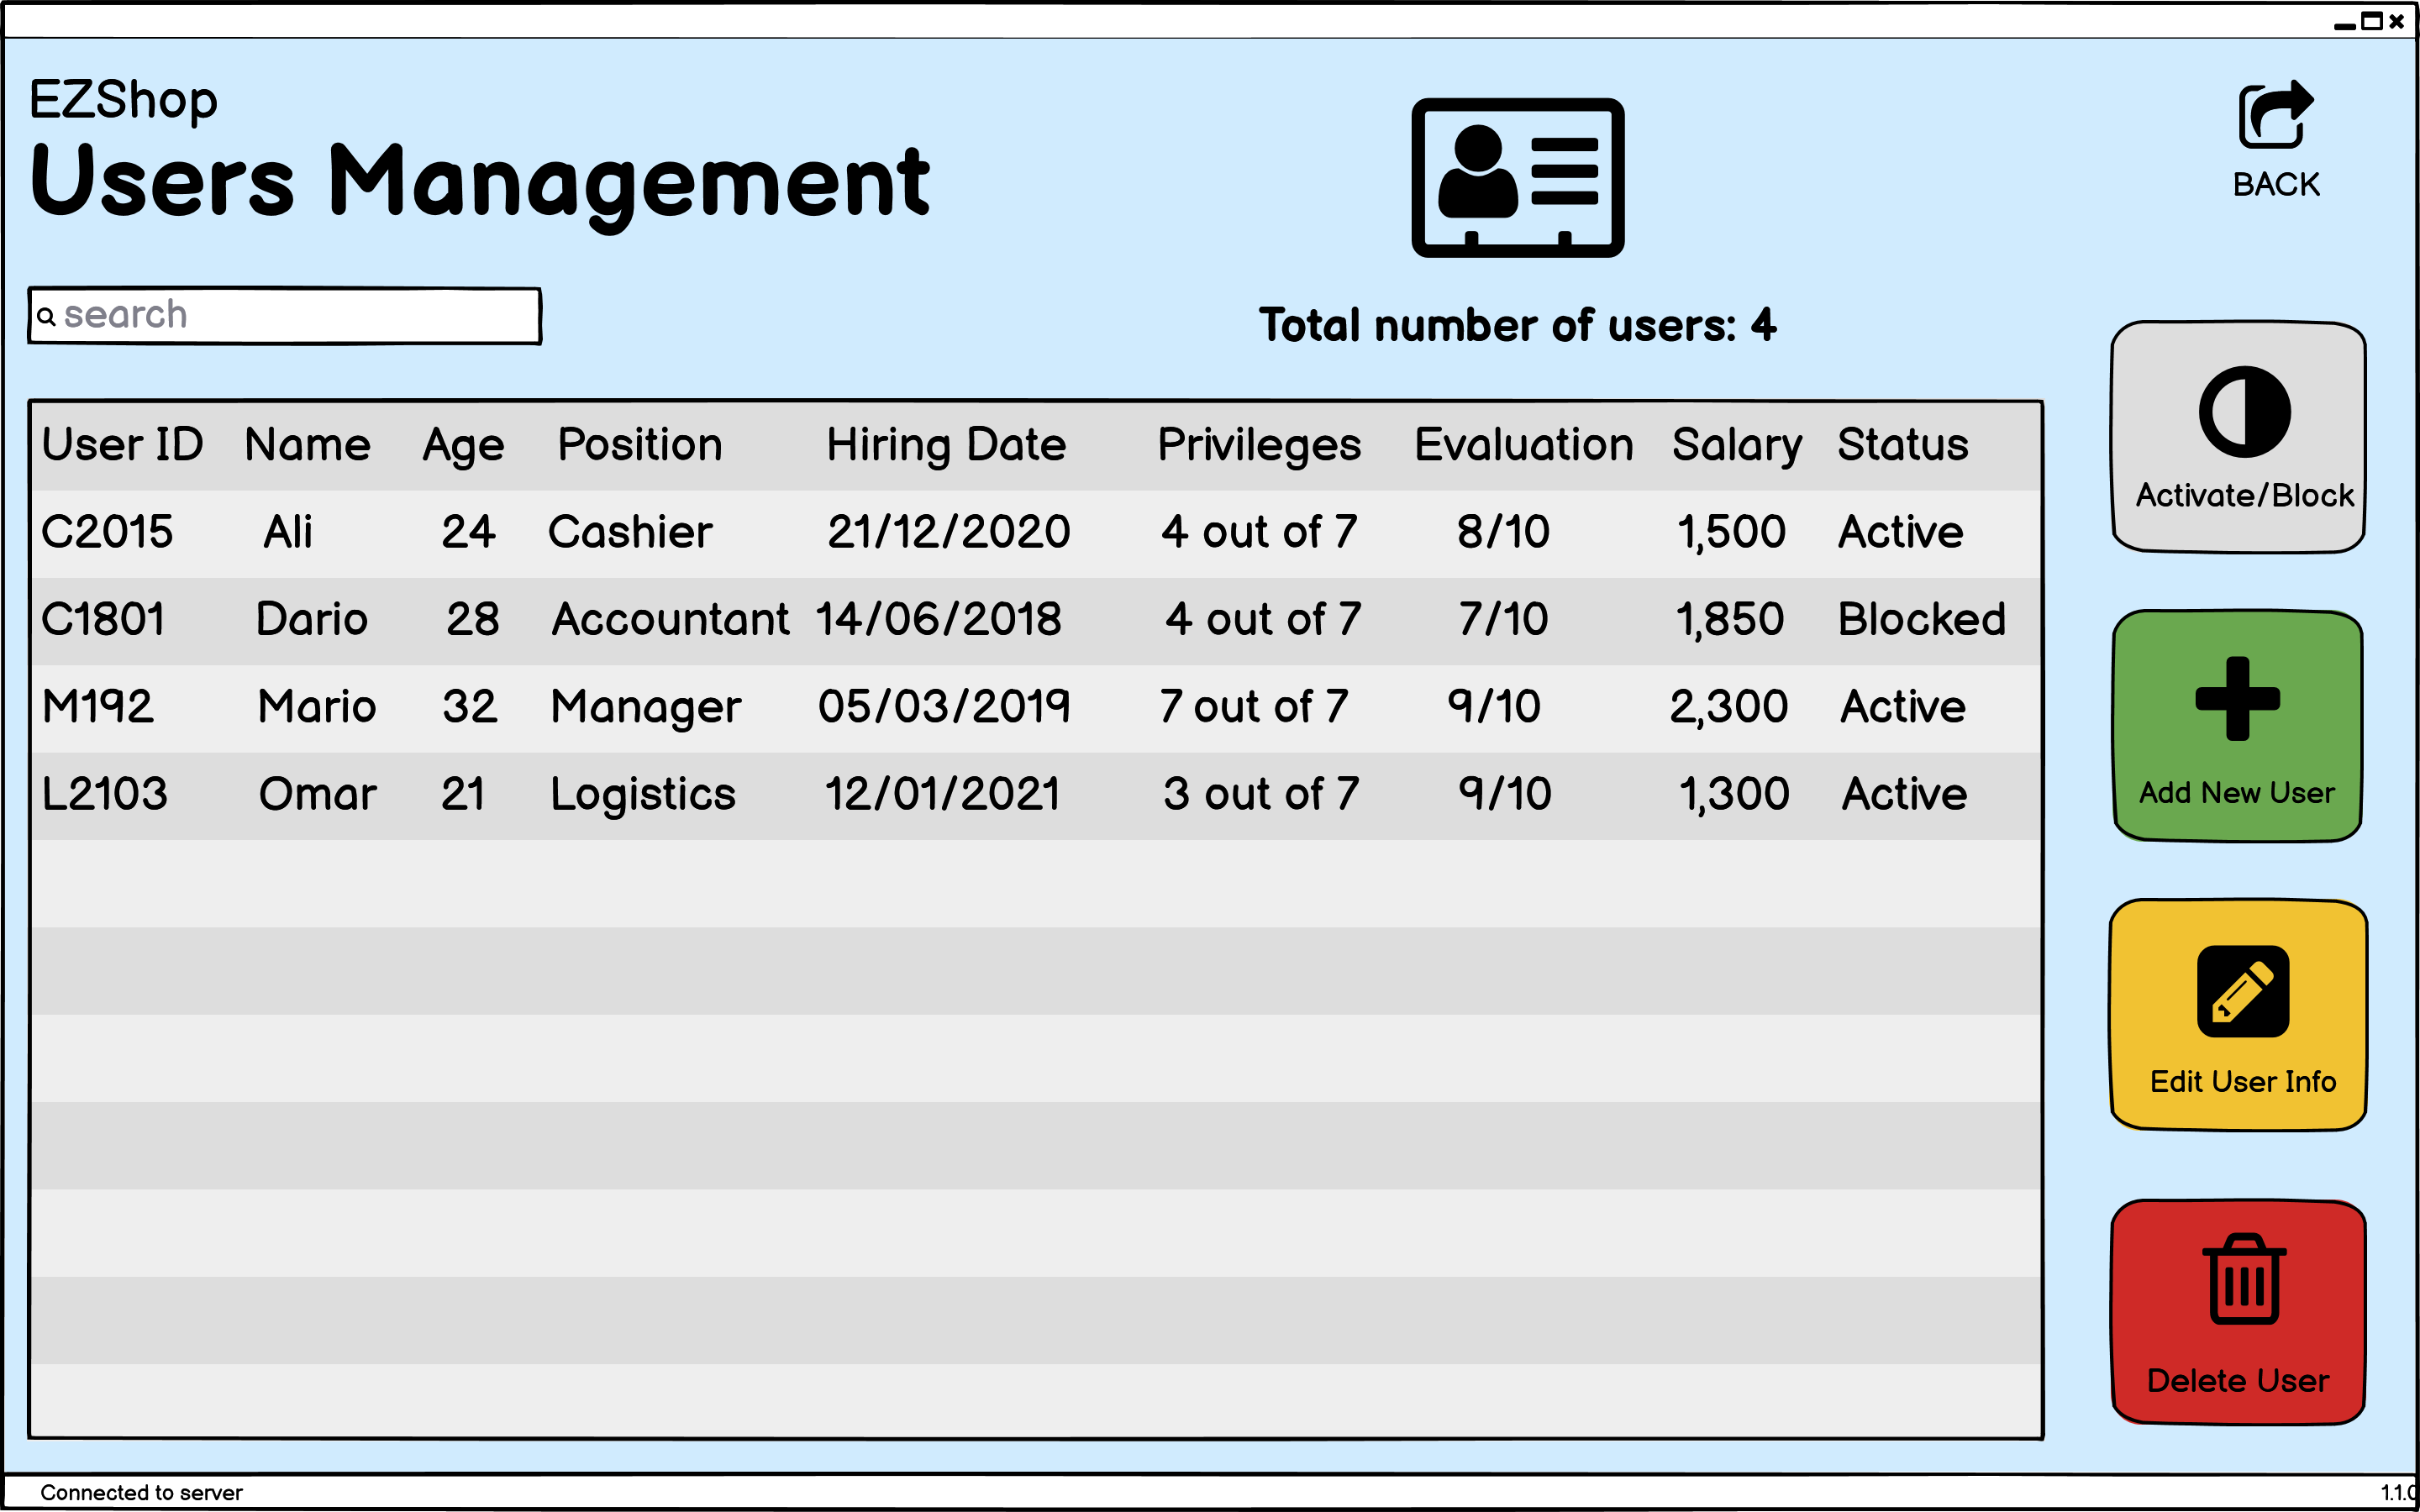 EZShop
Users Management
BACK
search
Total number of users: 4
User ID Name Age Position Hiring Date Privileges Evaluation Salary Status
C2015 Ali 24 Cashier 21/12/2020 4 out of 7 8/10 1,500 Active
C1801 Dario 28 Accountant 14/06/2018 4 out of 7 7/10 1,850 Blocked
M192 Mario 32 Manager 05/03/2019 7 out of 7 9/10 2,300 Active
L2103 Omar 21 Logistics 12/01/2021 3 out of 7 9/10 1,300 Active
Activate/Block
Add New User
Edit User Info
Delete User
Connected to server
1.1.0